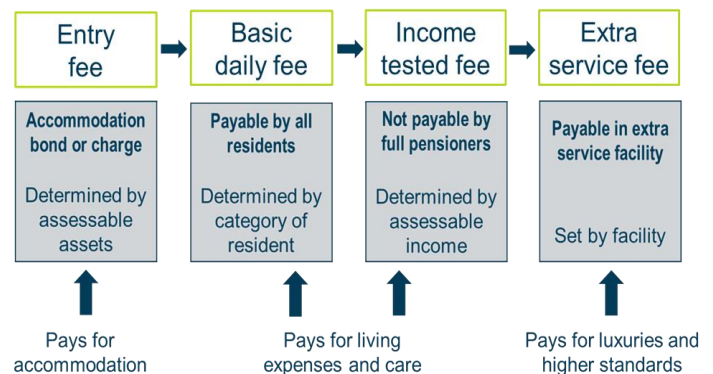 Entry
fee
Basic
daily fee
Income
tested fee
Extra
service fee
Accommodation
bond or charge
Determined by
assessable
assets
Payable by all
residents
Determined by
category of
resident
Not payable by
full pensioners
Determined by
assessable
income
Payable in extra
service facility
Set by facility
Pays for
accommodation
Pays for living
expenses and care
Pays for luxuries and
higher standards